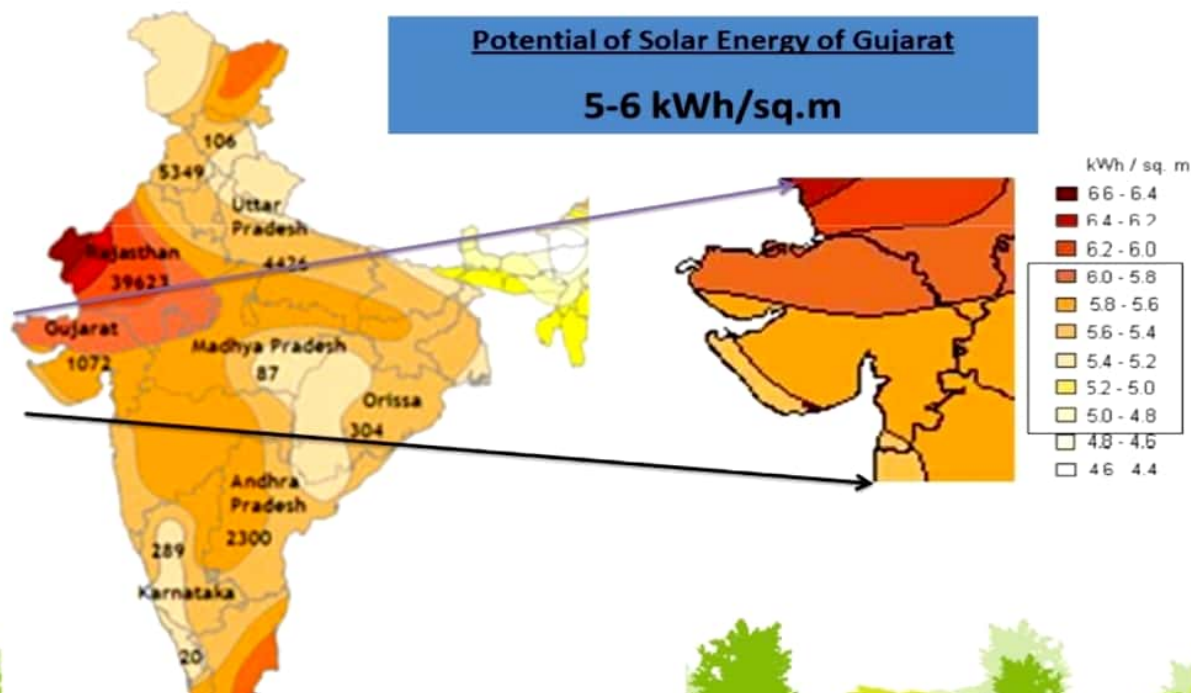 Potential of Solar Energy of Gujarat
5-6 kWh/sq.m
106
5349
Uttar
Pradesh
Rajasthan
4426
39623
Gujarat
1072
Madhya Pradesh
87
Orissa
304
Andhra
Pradesh
2300
289
Karnataka
20
kWh / sq. m
6.6 - 6.4
6.4 - 6.2
6.2 - 6.0
6.0 - 5.8
5.8 - 5.6
5.6 - 5.4
5.4 - 5.2
5.2 - 5.0
5.0 - 4.8
4.8 - 4.6
4.6 4.4